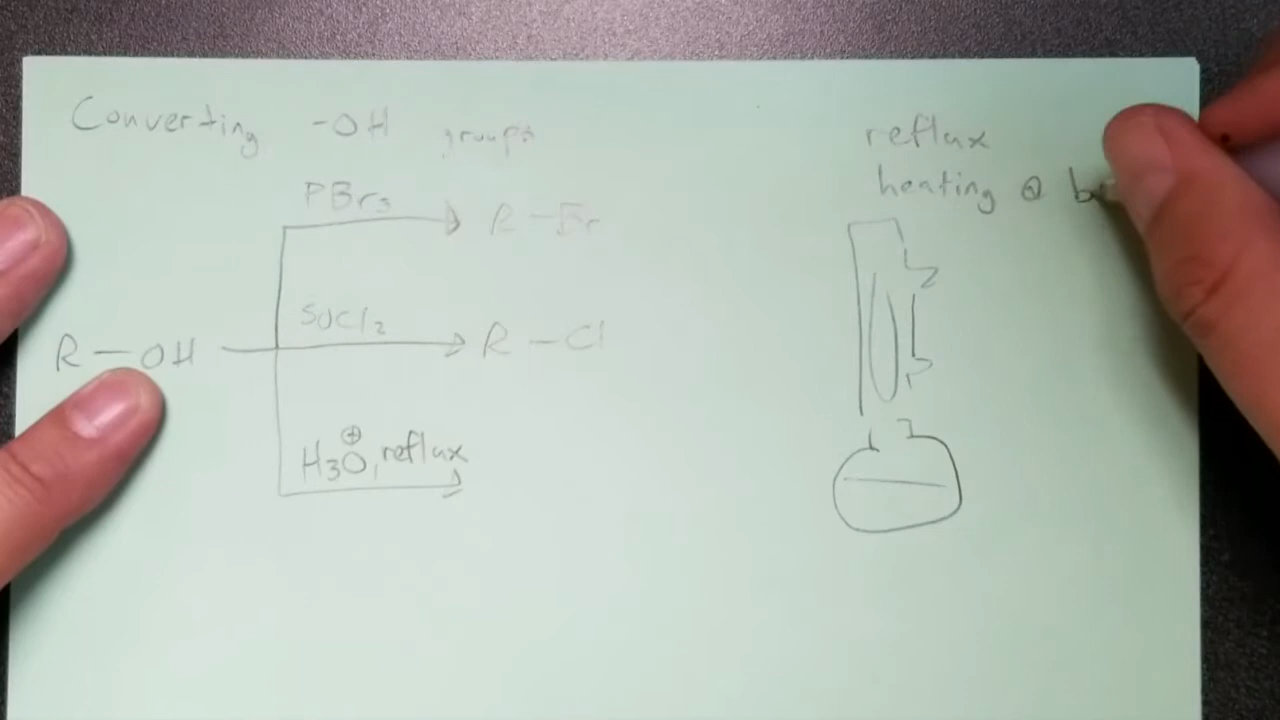 Converting -OH groups
PBr3
R-Br
SOCl2
R-OH
R-Cl
H3O⊕, reflux
reflux
heating @